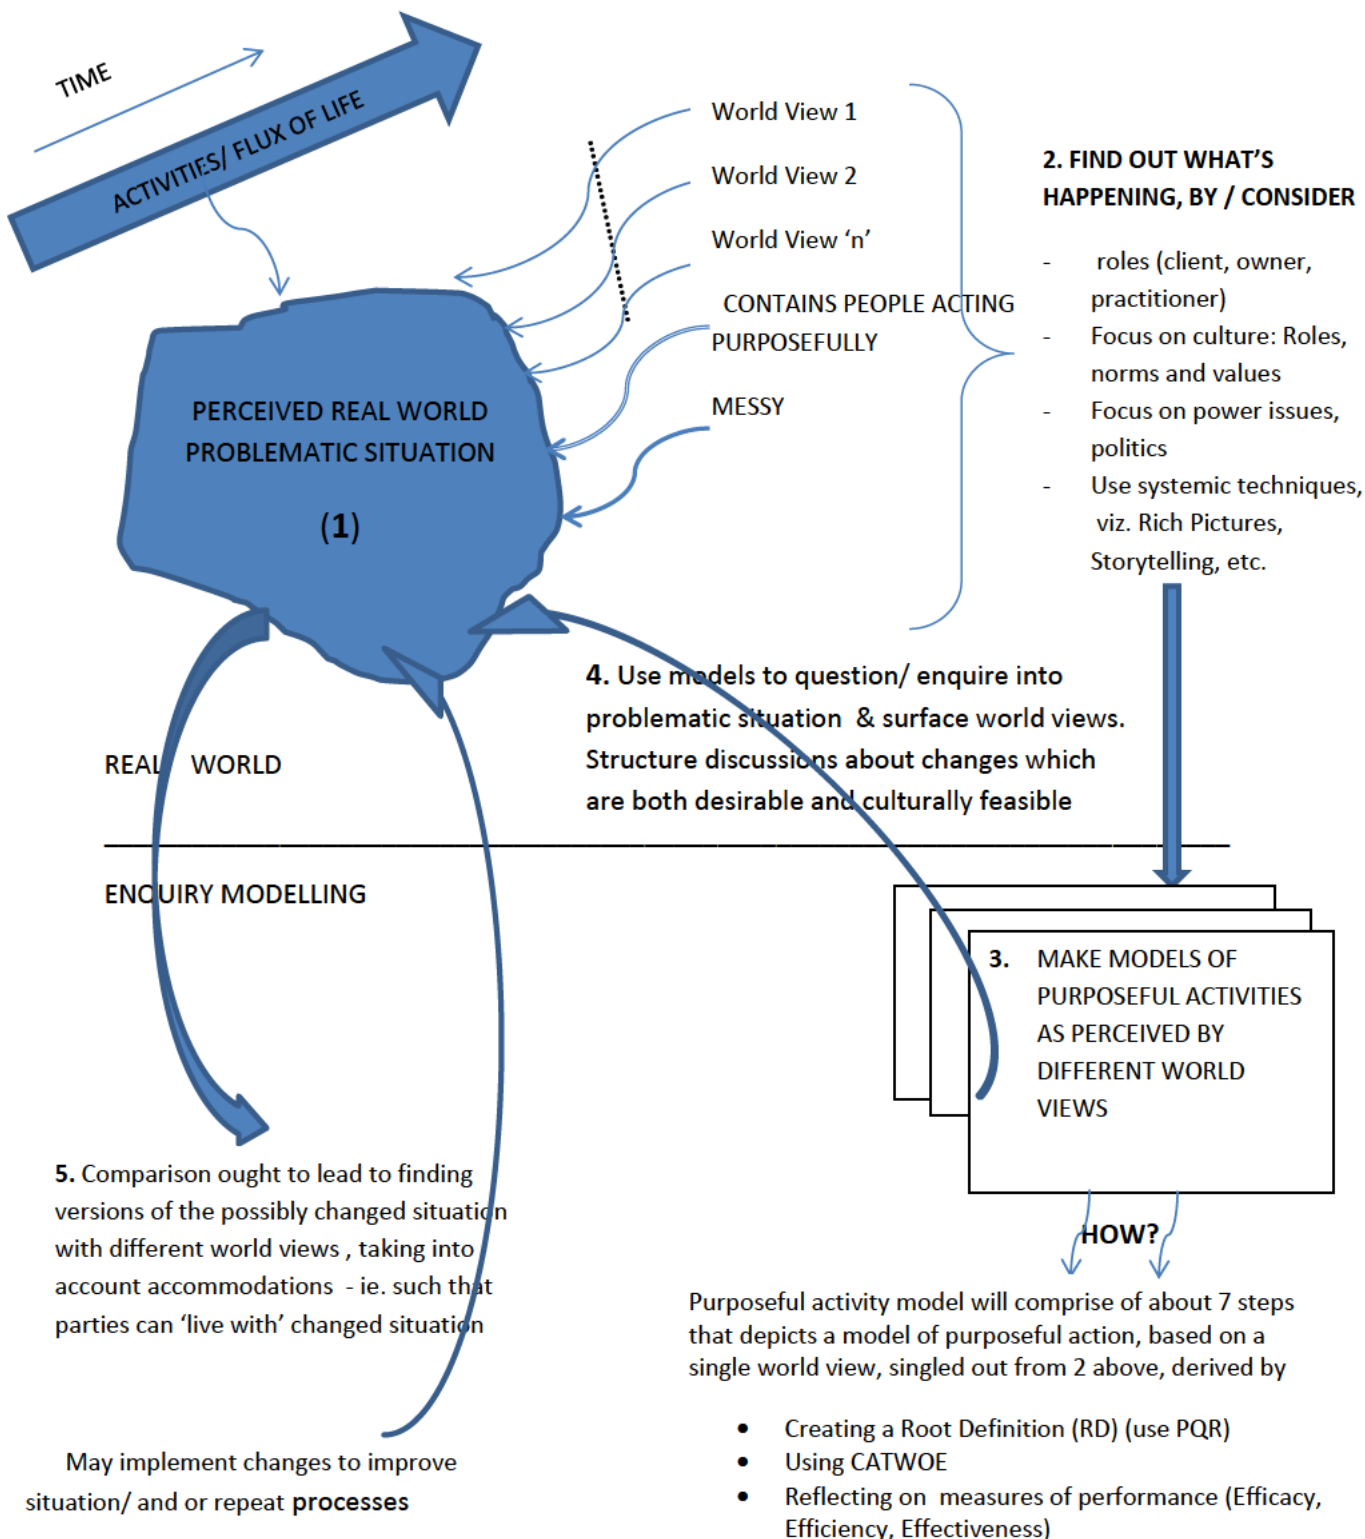 TIME
ACTIVITIES/ FLUX OF LIFE
World View 1
World View 2
World View ‘n’
CONTAINS PEOPLE ACTING
PURPOSEFULLY
MESSY
2. FIND OUT WHAT’S
HAPPENING, BY / CONSIDER
- roles (client, owner,
practitioner)
- Focus on culture: Roles,
norms and values
- Focus on power issues,
politics
- Use systemic techniques,
viz. Rich Pictures,
Storytelling, etc.
PERCEIVED REAL WORLD
PROBLEMATIC SITUATION
(1)
4. Use models to question/ enquire into
problematic situation & surface world views.
Structure discussions about changes which
are both desirable and culturally feasible
REAL WORLD
ENQUIRY MODELLING
3. MAKE MODELS OF
PURPOSEFUL ACTIVITIES
AS PERCEIVED BY
DIFFERENT WORLD
VIEWS
HOW?
5. Comparison ought to lead to finding
versions of the possibly changed situation
with different world views , taking into
account accommodations - ie. such that
parties can ‘live with’ changed situation
Purposeful activity model will comprise of about 7 steps
that depicts a model of purposeful action, based on a
single world view, singled out from 2 above, derived by
• Creating a Root Definition (RD) (use PQR)
• Using CATWOE
• Reflecting on measures of performance (Efficacy,
Efficiency, Effectiveness)
May implement changes to improve
situation/ and or repeat processes